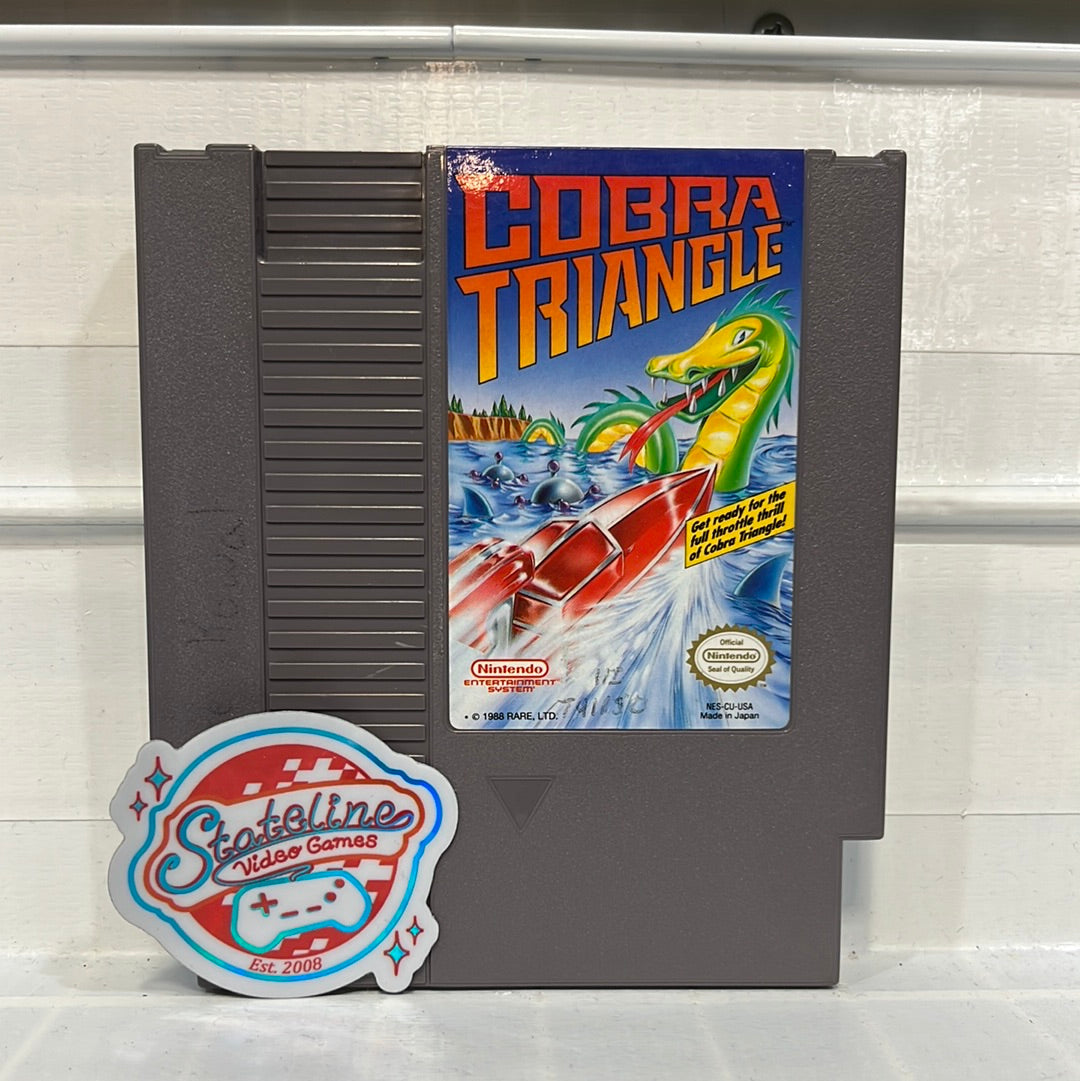 COBRA
TRIANGLE™
Get ready for the
full throttle thrill
of Cobra Triangle!
Official
Nintendo
Seal of Quality
Nintendo
ENTERTAINMENT
SYSTEM®
• © 1988 RARE, LTD.
NES-CU-USA
Made in Japan
Stateline
Video Games
Est. 2008